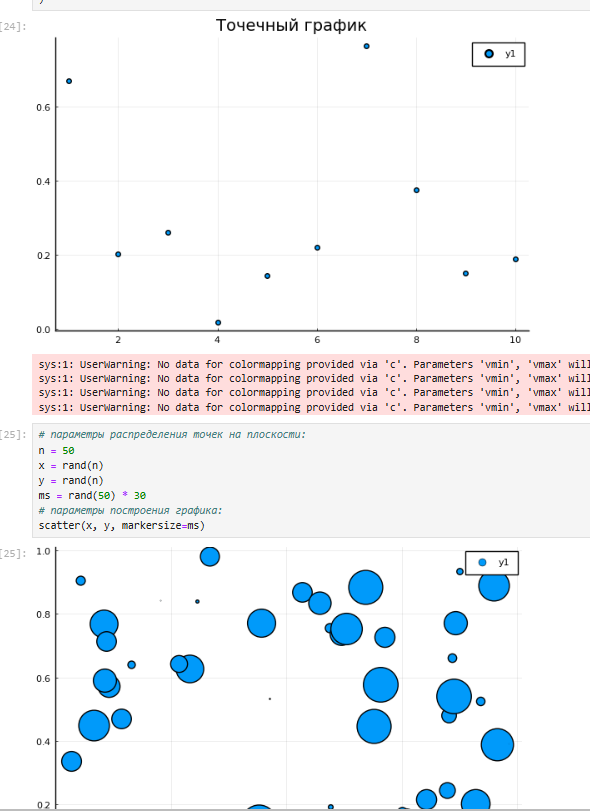 [24]:
Точечный график
y1
0.6
0.4
0.2
0.0
2 4 6 8 10
sys:1: UserWarning: No data for colormapping provided via 'c'. Parameters 'vmin', 'vmax' will
sys:1: UserWarning: No data for colormapping provided via 'c'. Parameters 'vmin', 'vmax' will
sys:1: UserWarning: No data for colormapping provided via 'c'. Parameters 'vmin', 'vmax' will
sys:1: UserWarning: No data for colormapping provided via 'c'. Parameters 'vmin', 'vmax' will
[25]:
# параметры распределения точек на плоскости:
n = 50
x = rand(n)
y = rand(n)
ms = rand(50) * 30
# параметры построения графика:
scatter(x, y, markersize=ms)
[25]:
1.0
y1
0.8
0.6
0.4
0.2